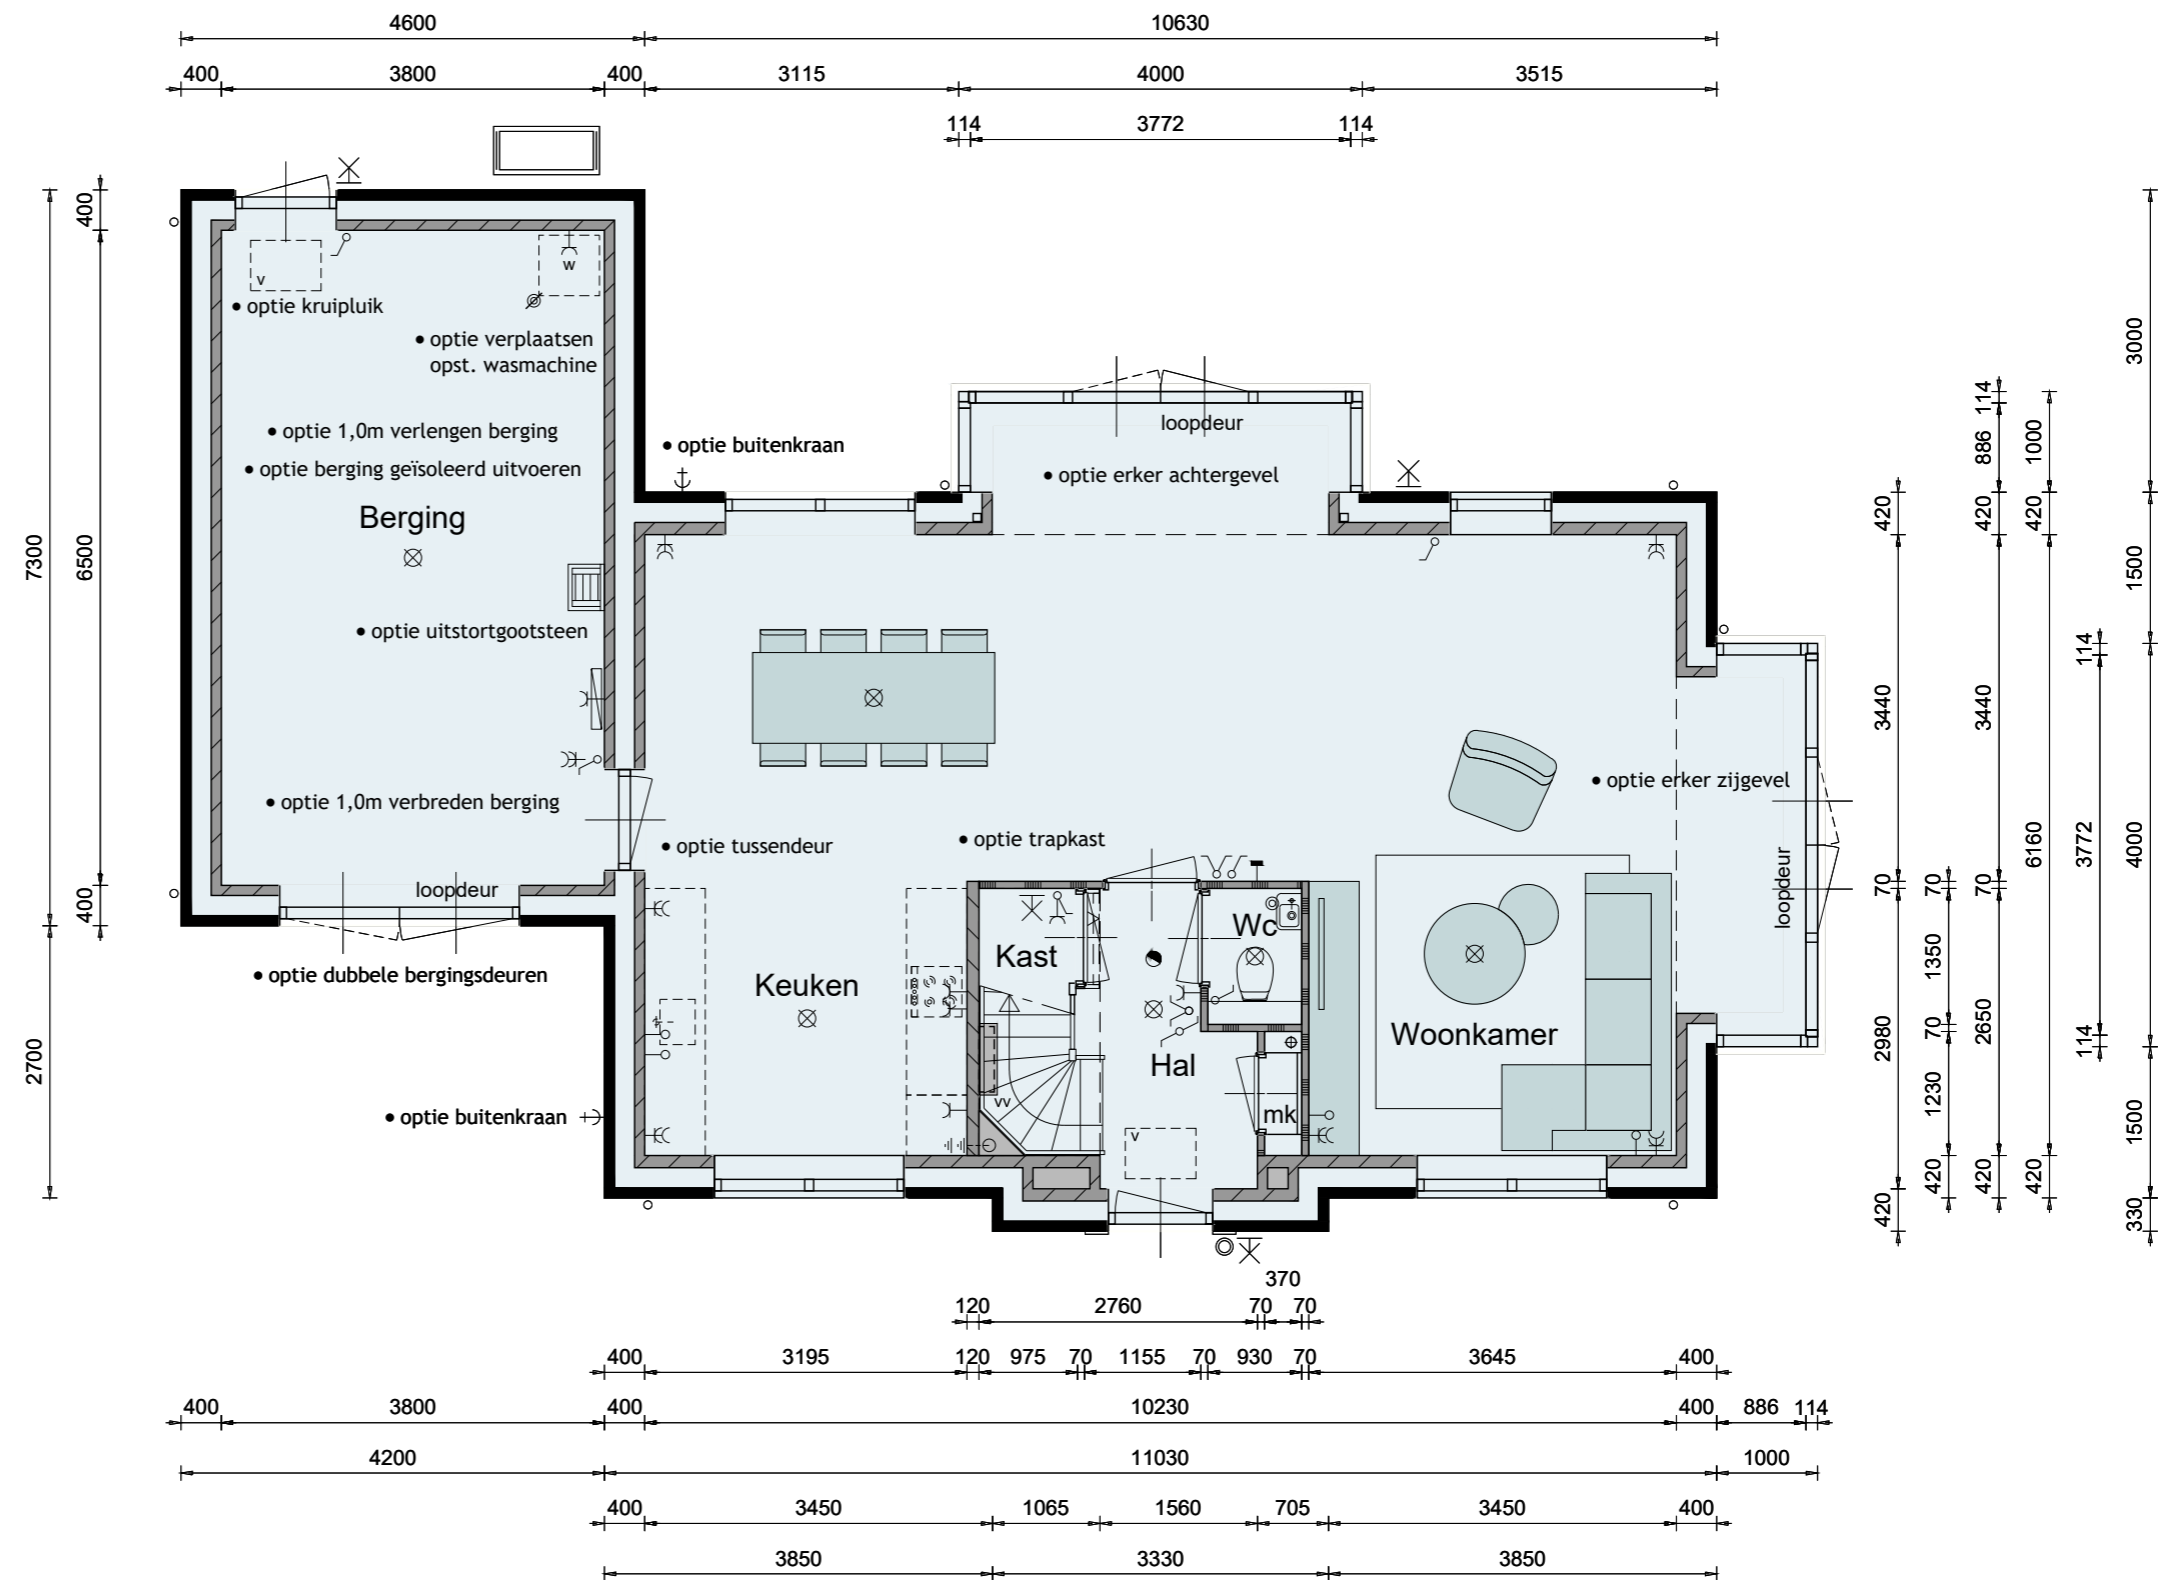 4600 10630
400 3800 400 3115 4000 3515
114 3772 114
400
7300 6500
400
2700
v
w
• optie kruipluik
• optie verplaatsen
opst. wasmachine
• optie 1,0m verlengen berging
• optie buitenkraan
• optie berging geïsoleerd uitvoeren
Berging
loopdeur
• optie erker achtergevel
• optie uitstortgootsteen
• optie 1,0m verbreden berging
• optie erker zijgevel
• optie tussendeur
• optie trapkast
loopdeur
loopdeur
• optie dubbele bergingsdeuren
Keuken
Kast
Wc
Woonkamer
Hal
vv
mk
v
• optie buitenkraan
420
3440
70
2980
420
70
1350
70
1230
420
114
886
420
3440
70
2650
420
1000
420
6160
420
114
3772
114
3000
1500
4000
1500
330
370
120 2760 70 70
400 3195 120 975 70 1155 70 930 70 3645 400
400 3800 400 10230 400 886 114
4200 11030 1000
400 3450 1065 1560 705 3450 400
3850 3330 3850